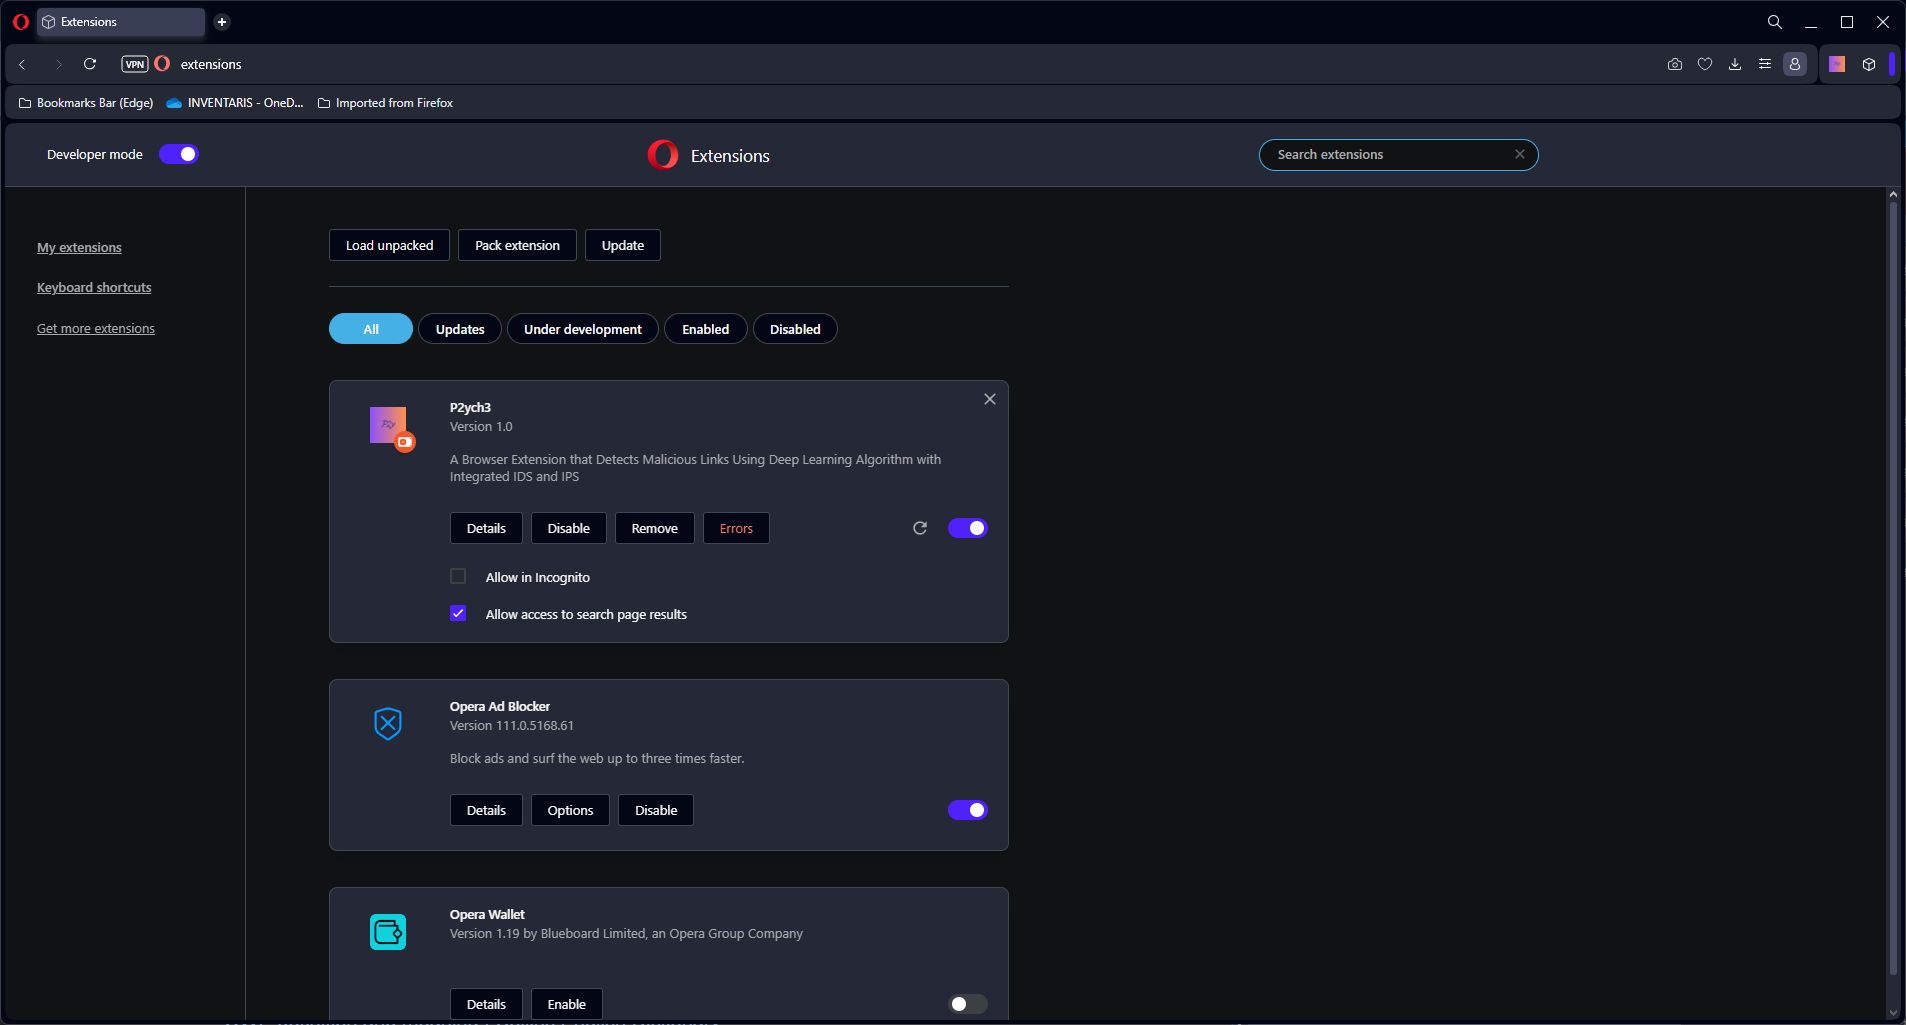 Extensions
VPN
extensions
Bookmarks Bar (Edge)
INVENTARIS - OneD...
Imported from Firefox
Developer mode
Extensions
Search extensions
My extensions
Keyboard shortcuts
Get more extensions
Load unpacked
Pack extension
Update
All
Updates
Under development
Enabled
Disabled
P2ych3
Version 1.0
A Browser Extension that Detects Malicious Links Using Deep Learning Algorithm with
Integrated IDS and IPS
Details
Disable
Remove
Errors
Allow in Incognito
Allow access to search page results
Opera Ad Blocker
Version 111.0.5168.61
Block ads and surf the web up to three times faster.
Details
Options
Disable
Opera Wallet
Version 1.19 by Blueboard Limited, an Opera Group Company
Details
Enable